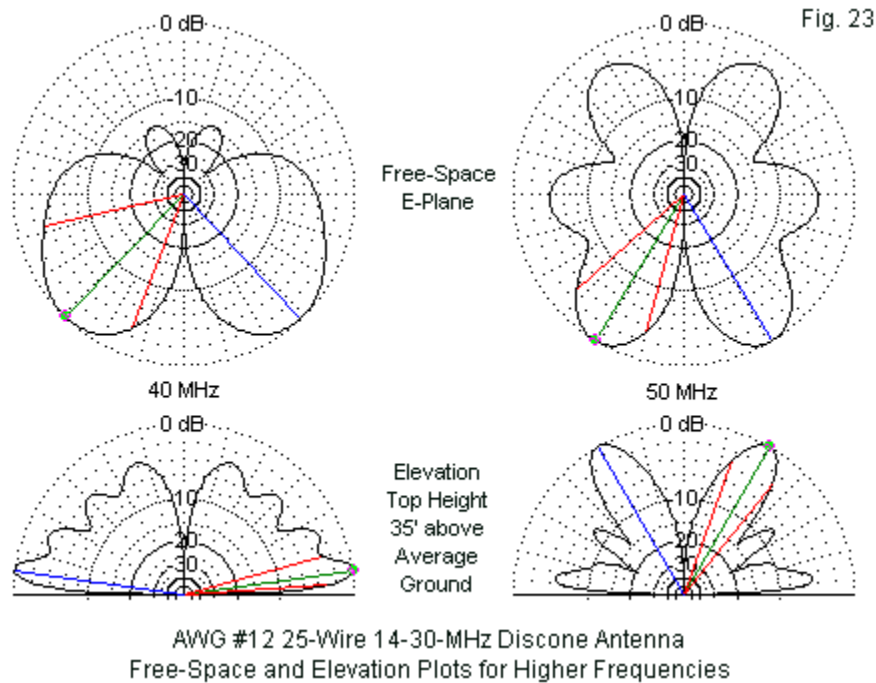 Fig. 23
0 dB
-10
-20
-30
0 dB
-10
-20
-30
Free-Space
E-Plane
40 MHz
50 MHz
0 dB
-10
-20
-30
0 dB
-10
-20
-30
Elevation
Top Height
35' above
Average
Ground
AWG #12 25-Wire 14-30-MHz Discone Antenna
Free-Space and Elevation Plots for Higher Frequencies